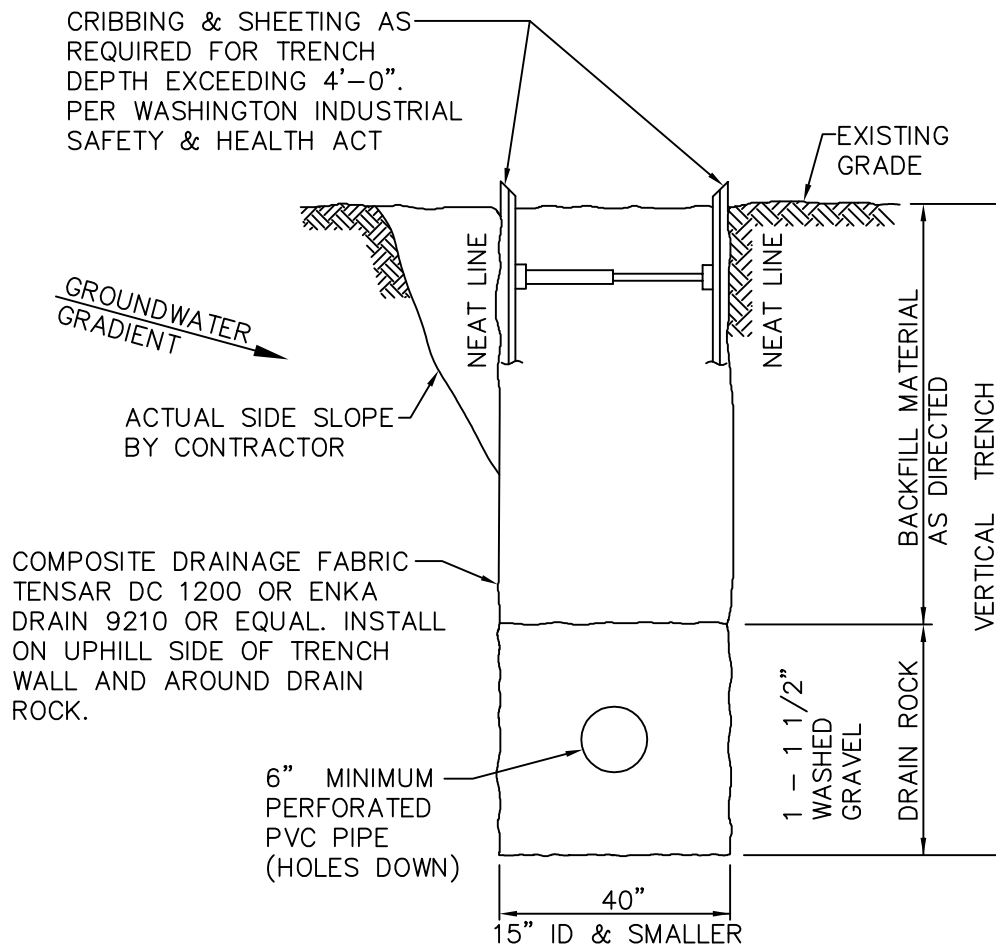 CRIBBING & SHEETING AS
REQUIRED FOR TRENCH
DEPTH EXCEEDING 4'-0".
PER WASHINGTON INDUSTRIAL
SAFETY & HEALTH ACT
EXISTING
GRADE
NEAT LINE
NEAT LINE
GROUNDWATER
GRADIENT
ACTUAL SIDE SLOPE
BY CONTRACTOR
BACKFILL MATERIAL
AS DIRECTED
VERTICAL TRENCH
COMPOSITE DRAINAGE FABRIC
TENSAR DC 1200 OR ENKA
DRAIN 9210 OR EQUAL. INSTALL
ON UPHILL SIDE OF TRENCH
WALL AND AROUND DRAIN
ROCK.
6" MINIMUM
PERFORATED
PVC PIPE
(HOLES DOWN)
1 - 1 1/2"
WASHED
GRAVEL
DRAIN ROCK
40"
15" ID & SMALLER